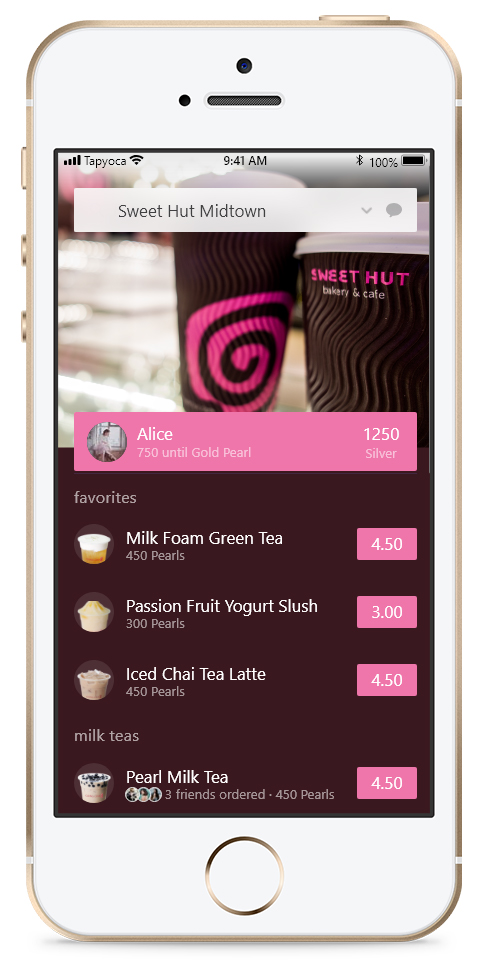 Tapyoca 9:41 AM 100%
Sweet Hut Midtown
SWEET HUT
bakery & cafe
Alice 1250
750 until Gold Pearl Silver
favorites
Milk Foam Green Tea 4.50
450 Pearls
Passion Fruit Yogurt Slush 3.00
300 Pearls
Iced Chai Tea Latte 4.50
450 Pearls
milk teas
Pearl Milk Tea 4.50
3 friends ordered · 450 Pearls